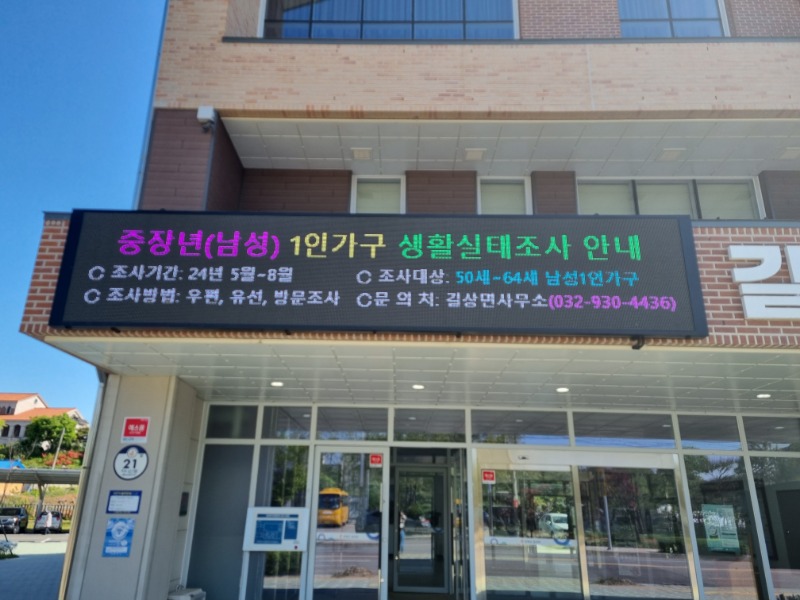 중장년(남성) 1인가구 생활실태조사 안내
조사기간: 24년 5월~8월
조사대상: 50세~64세 남성1인가구
조사방법: 우편, 유선, 방문조사
문 의 처: 길상면사무소(032-930-4436)
길
21